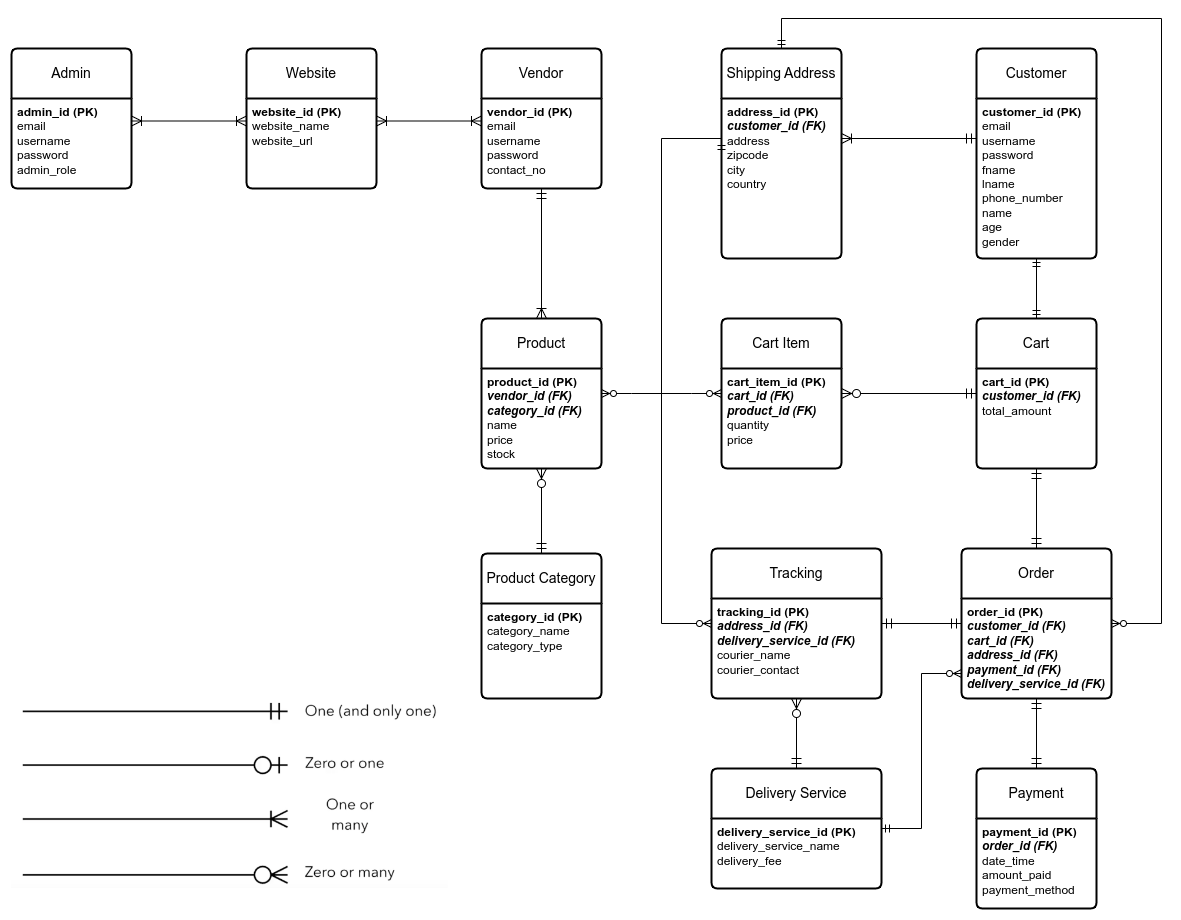 Admin
admin_id (PK)
email
username
password
admin_role
Website
website_id (PK)
website_name
website_url
Vendor
vendor_id (PK)
email
username
password
contact_no
Shipping Address
address_id (PK)
customer_id (FK)
address
zipcode
city
country
Customer
customer_id (PK)
email
username
password
fname
lname
phone_number
name
age
gender
Product
product_id (PK)
vendor_id (FK)
category_id (FK)
name
price
stock
Cart Item
cart_item_id (PK)
cart_id (FK)
product_id (FK)
quantity
price
Cart
cart_id (PK)
customer_id (FK)
total_amount
Product Category
category_id (PK)
category_name
category_type
Tracking
tracking_id (PK)
address_id (FK)
delivery_service_id (FK)
courier_name
courier_contact
Order
order_id (PK)
customer_id (FK)
cart_id (FK)
address_id (FK)
payment_id (FK)
delivery_service_id (FK)
Delivery Service
delivery_service_id (PK)
delivery_service_name
delivery_fee
Payment
payment_id (PK)
order_id (FK)
date_time
amount_paid
payment_method
One (and only one)
Zero or one
One or
many
Zero or many